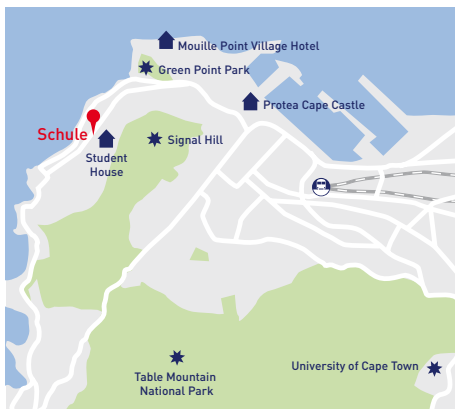 Mouille Point Village Hotel
Green Point Park
Protea Cape Castle
Schule
Signal Hill
Student
House
Table Mountain
National Park
University of Cape Town